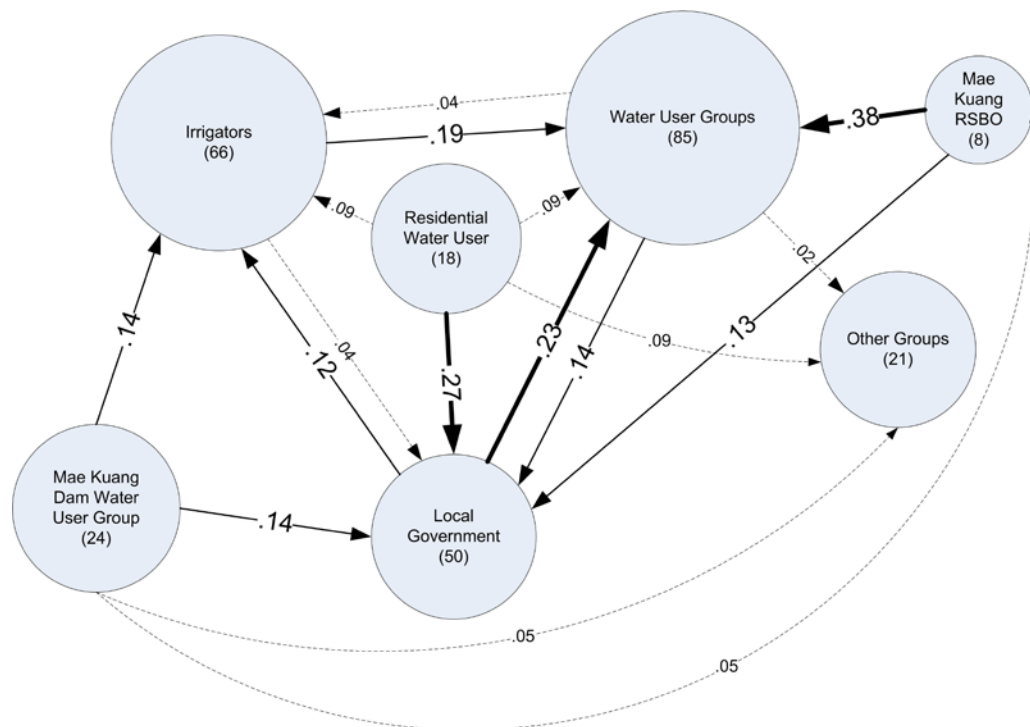 Irrigators
(66)
Water User Groups
(85)
Mae
Kuang
RSBO
(8)
.04
.19
.38
Residential
Water User
(18)
.09
.09
.02
.14
.12
.04
.27
.23
.14
.09
.13
Other Groups
(21)
Mae Kuang
Dam Water
User Group
(24)
.14
Local
Government
(50)
.05
.05